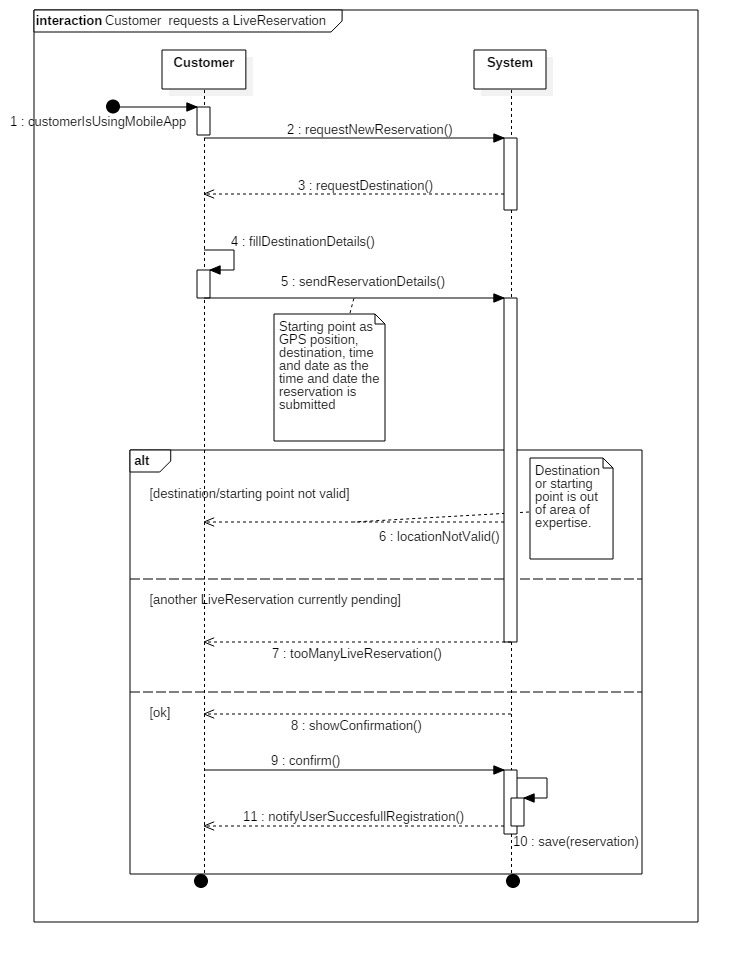 interaction Customer requests a LiveReservation
Customer
System
1 : customerIsUsingMobileApp
2 : requestNewReservation()
3 : requestDestination()
4 : fillDestinationDetails()
5 : sendReservationDetails()
Starting point as
GPS position,
destination, time
and date as the
time and date the
reservation is
submitted
alt
Destination
or starting
point is out
of area of
expertise.
[destination/starting point not valid]
6 : locationNotValid()
[another LiveReservation currently pending]
7 : tooManyLiveReservation()
[ok]
8 : showConfirmation()
9 : confirm()
11 : notifyUserSuccesfullRegistration()
10 : save(reservation)